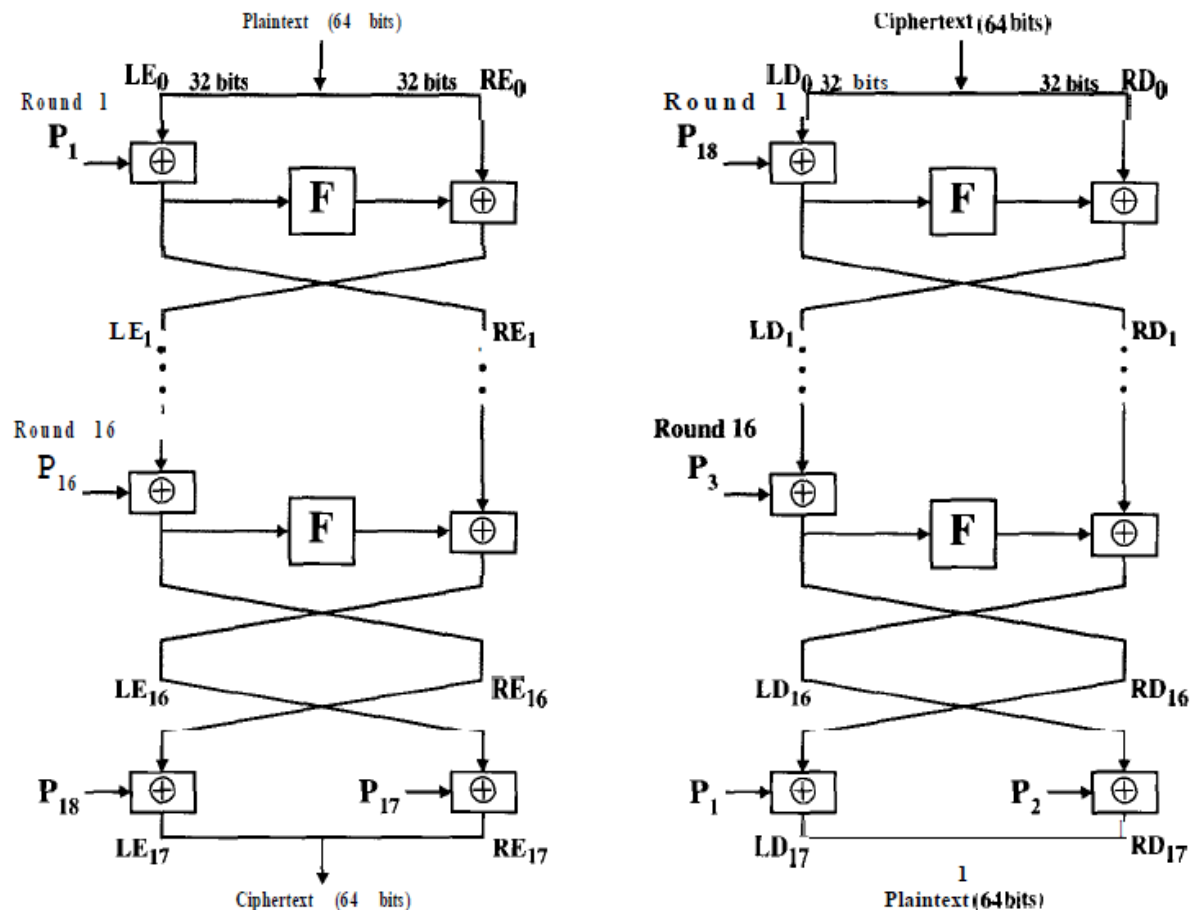 Plaintext (64 bits)
LE0 32 bits 32 bits RE0
Round 1
P1
F
LE1 RE1
Round 16
P16
F
LE16 RE16
P18 P17
LE17 RE17
Ciphertext (64 bits)
Ciphertext (64 bits)
LD0 32 bits 32 bits RD0
Round 1
P18
F
LD1 RD1
Round 16
P3
F
LD16 RD16
P1 P2
LD17 RD17
1
Plaintext (64 bits)